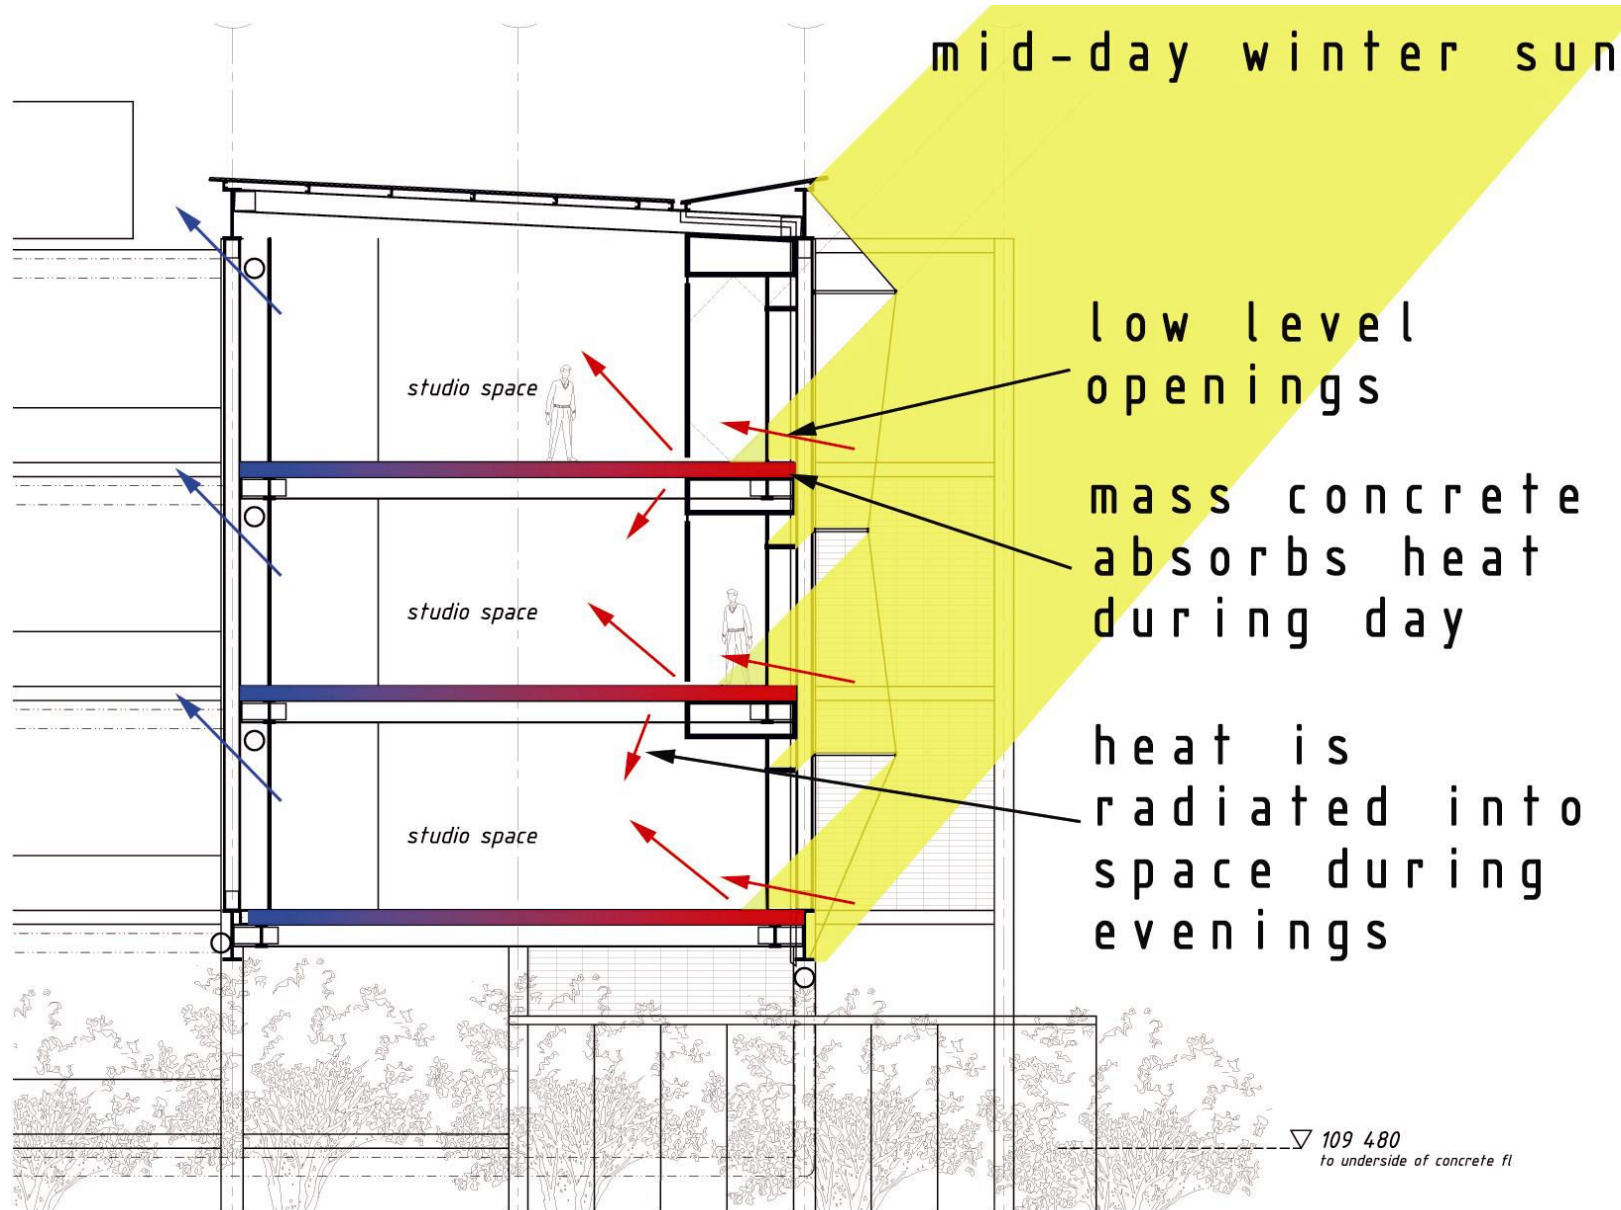 mid-day winter sun
low level
openings
studio space
mass concrete
absorbs heat
during day
studio space
heat is
radiated into
space during
evenings
studio space
109 480
to underside of concrete fl